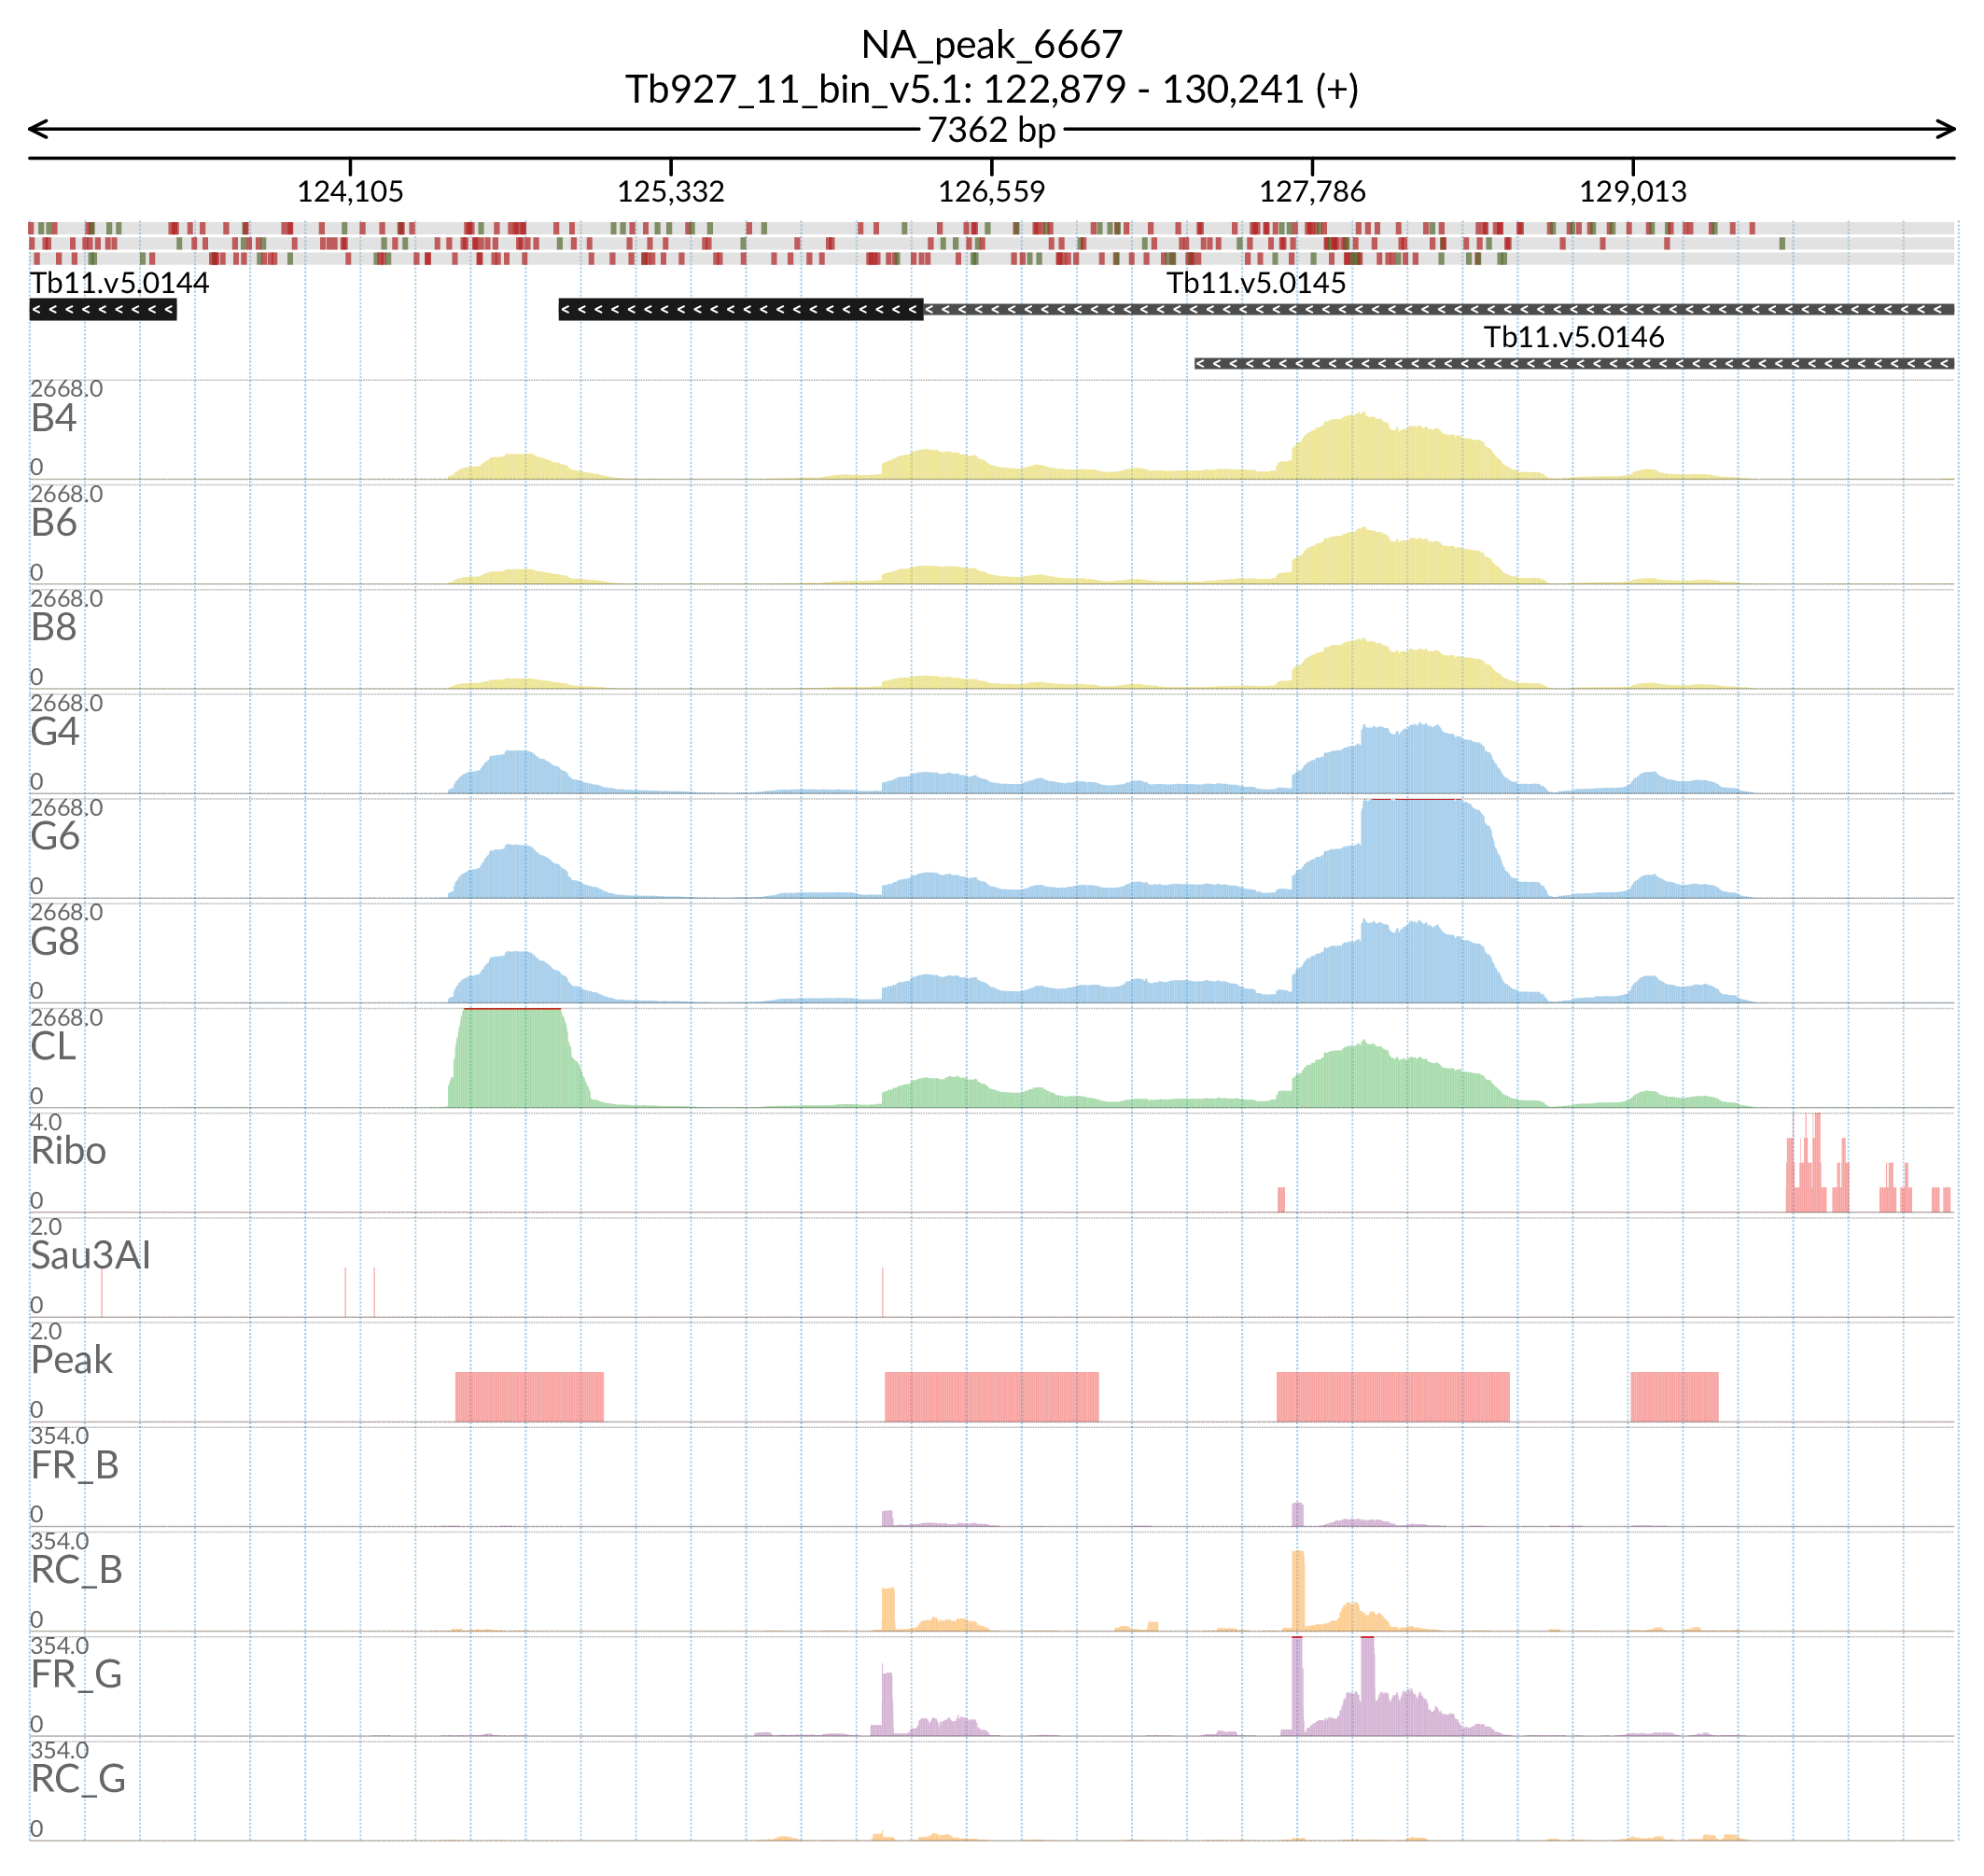 NA_peak_6667
Tb927_11_bin_v5.1: 122,879 - 130,241 (+)
7362 bp
124,105 125,332 126,559 127,786 129,013
Tb11.v5.0144 Tb11.v5.0145
Tb11.v5.0146
2668.0
B4
0
2668.0
B6
0
2668.0
B8
0
2668.0
G4
0
2668.0
G6
0
2668.0
G8
0
2668.0
CL
0
4.0
Ribo
0
2.0
Sau3AI
0
2.0
Peak
0
354.0
FR_B
0
354.0
RC_B
0
354.0
FR_G
0
354.0
RC_G
0